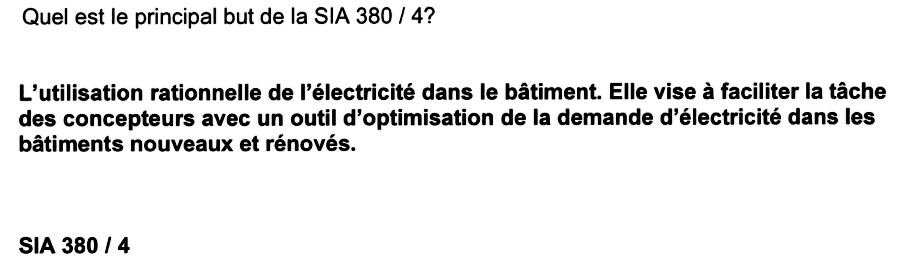 Quel est le principal but de la SIA 380 / 4?
L'utilisation rationnelle de l'électricité dans le bâtiment. Elle vise à faciliter la tâche
des concepteurs avec un outil d'optimisation de la demande d'électricité dans les
bâtiments nouveaux et rénovés.
SIA 380 / 4